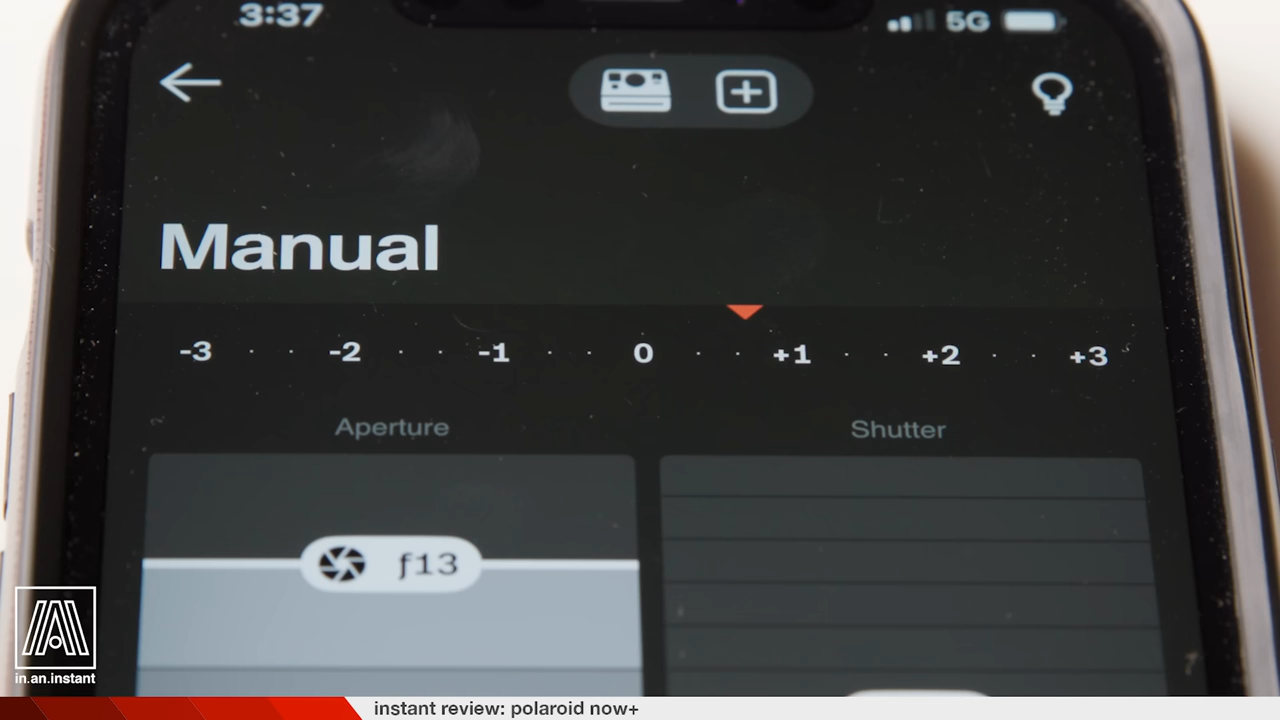 3:37
5G
Manual
-3 · · -2 · · -1 · · 0 · · +1 · · +2 · · +3
Aperture
Shutter
ƒ13
in.an.instant
instant review: polaroid now+